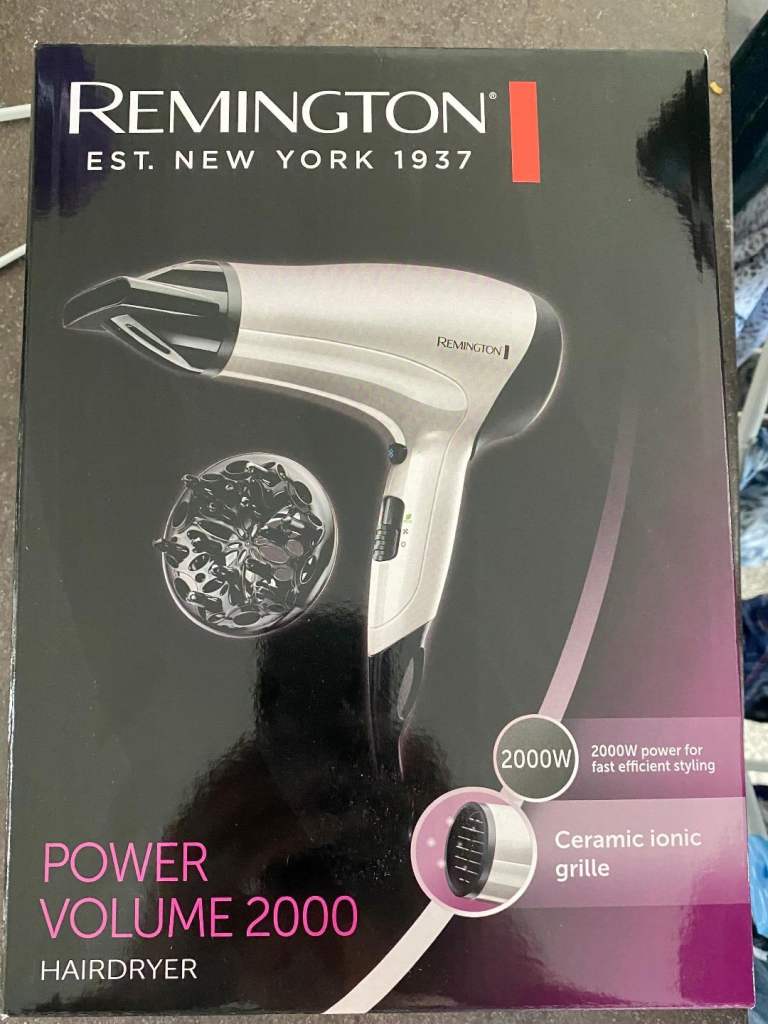 REMINGTON®
EST. NEW YORK 1937
REMINGTON
2000W
2000W power for
fast efficient styling
Ceramic ionic
grille
POWER
VOLUME 2000
HAIRDRYER